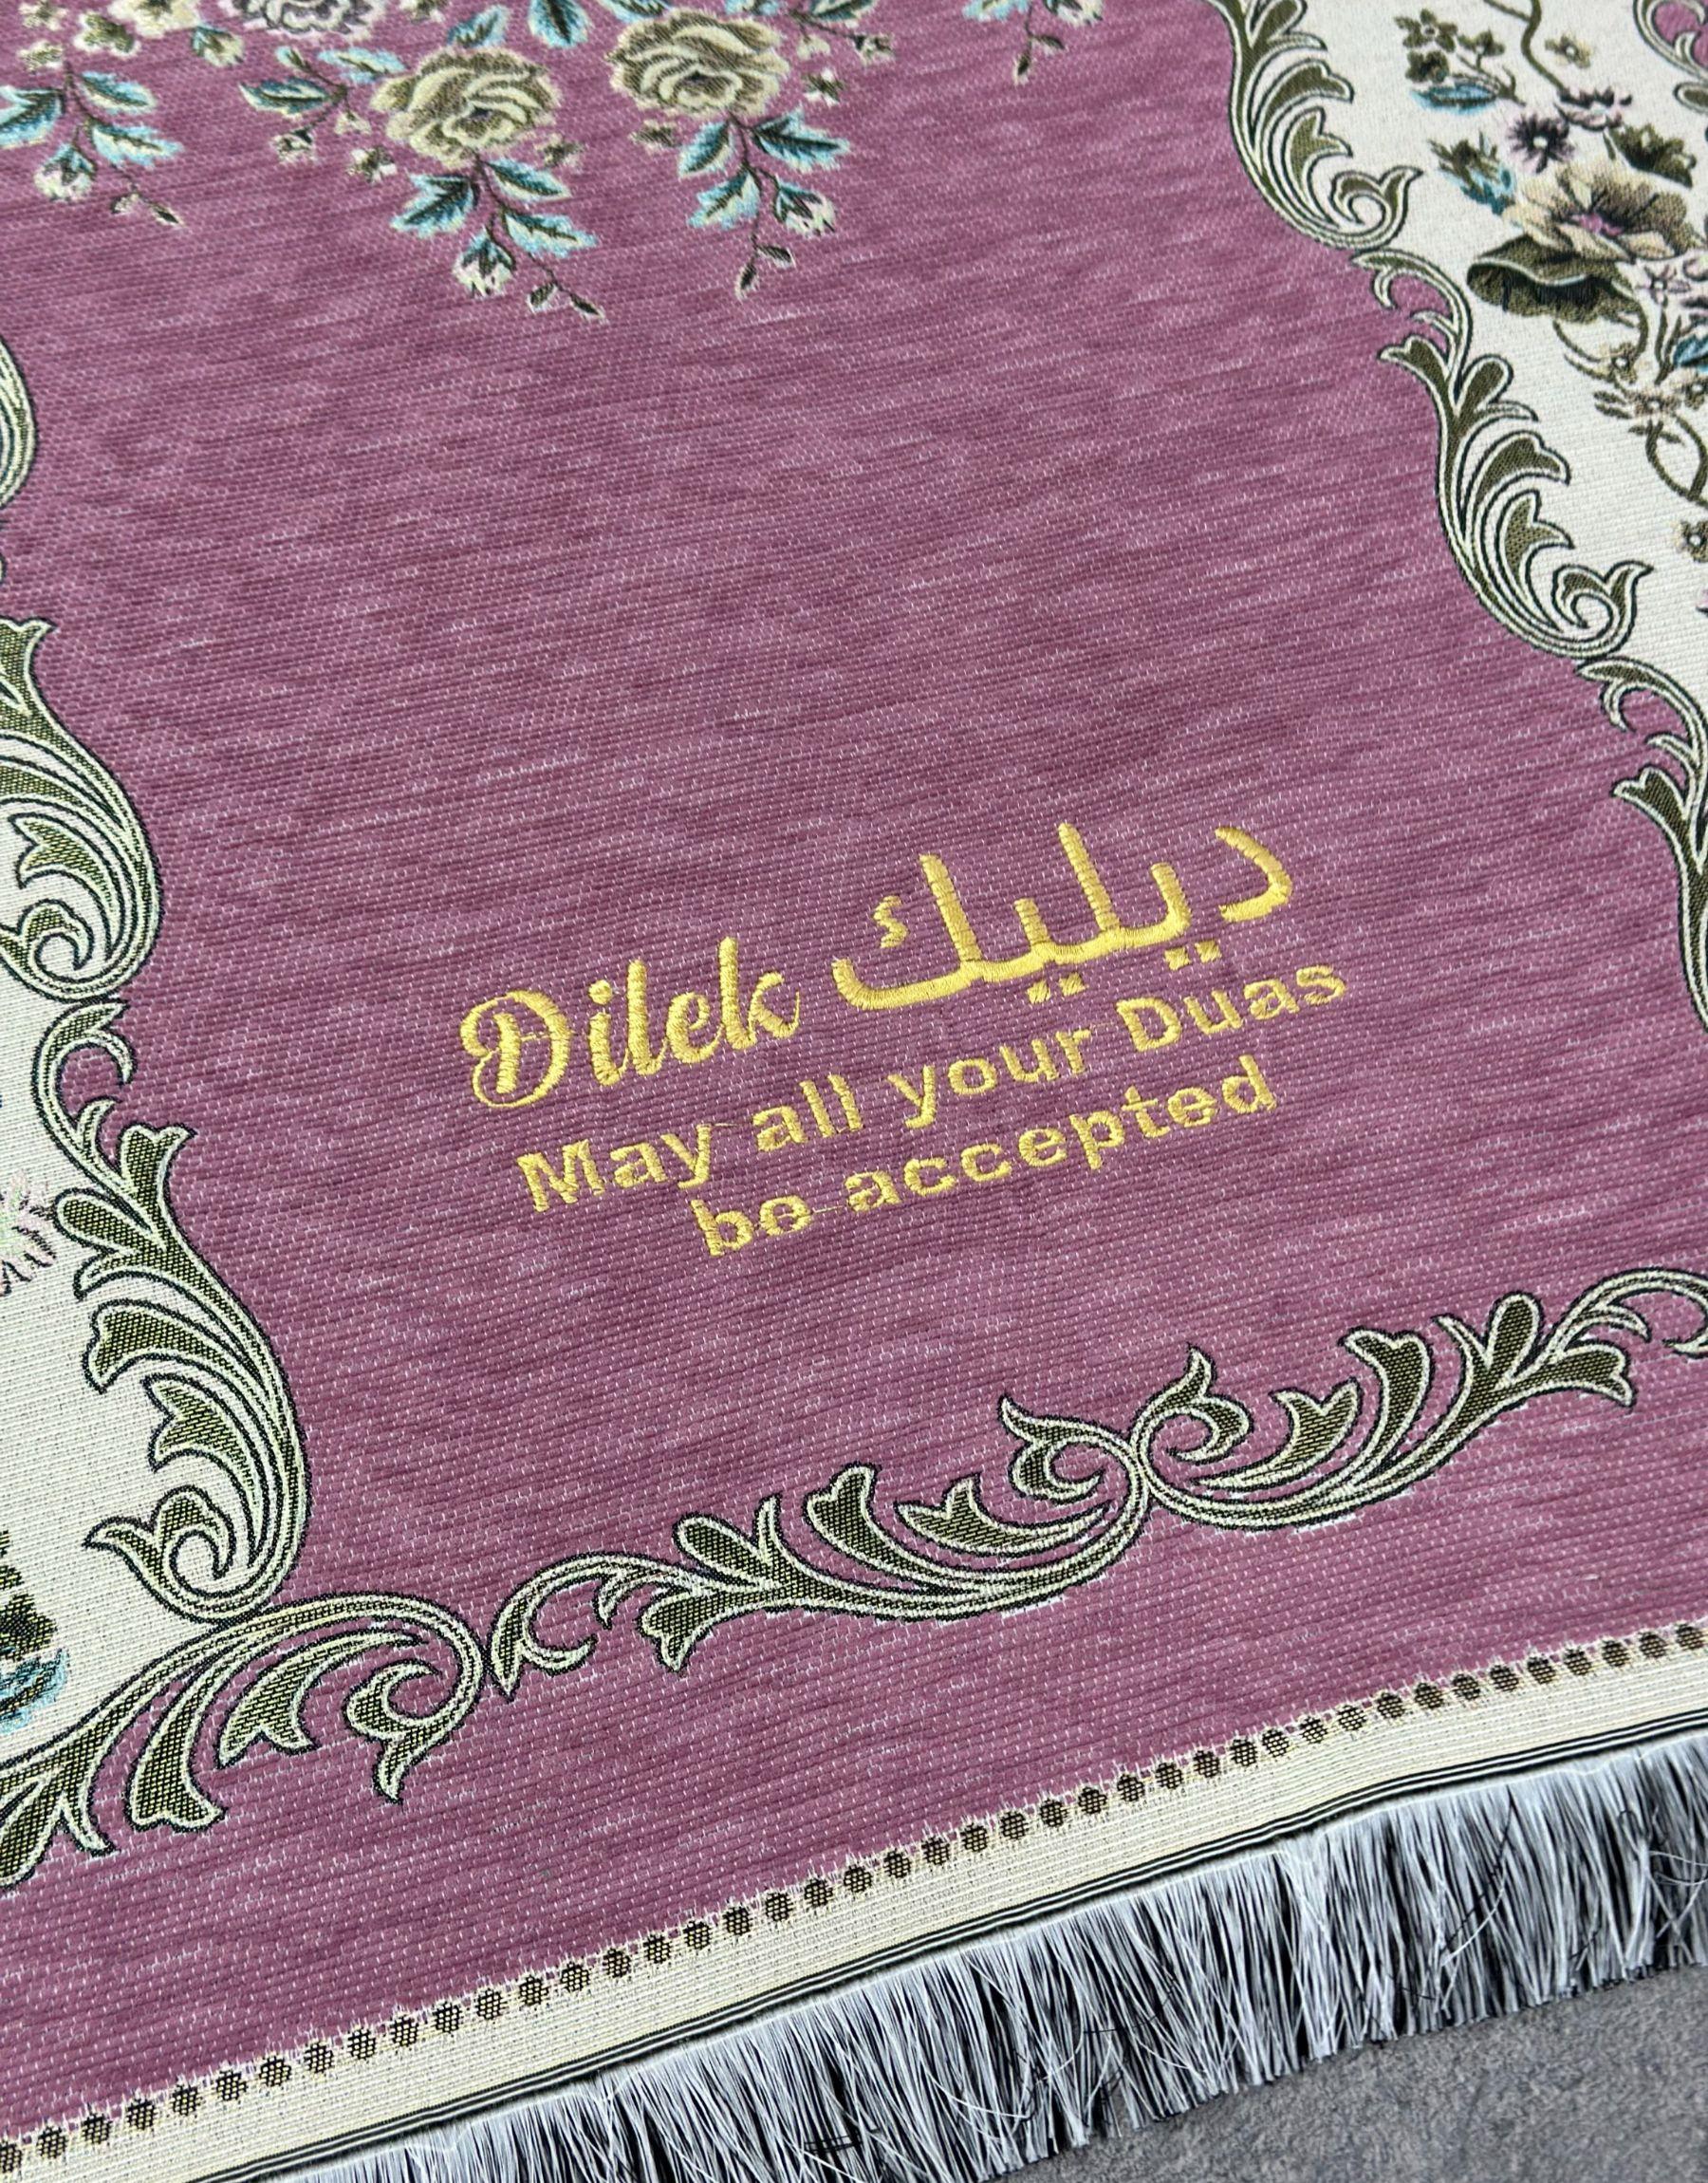 Dilek ديليك
May all your Duas
be accepted